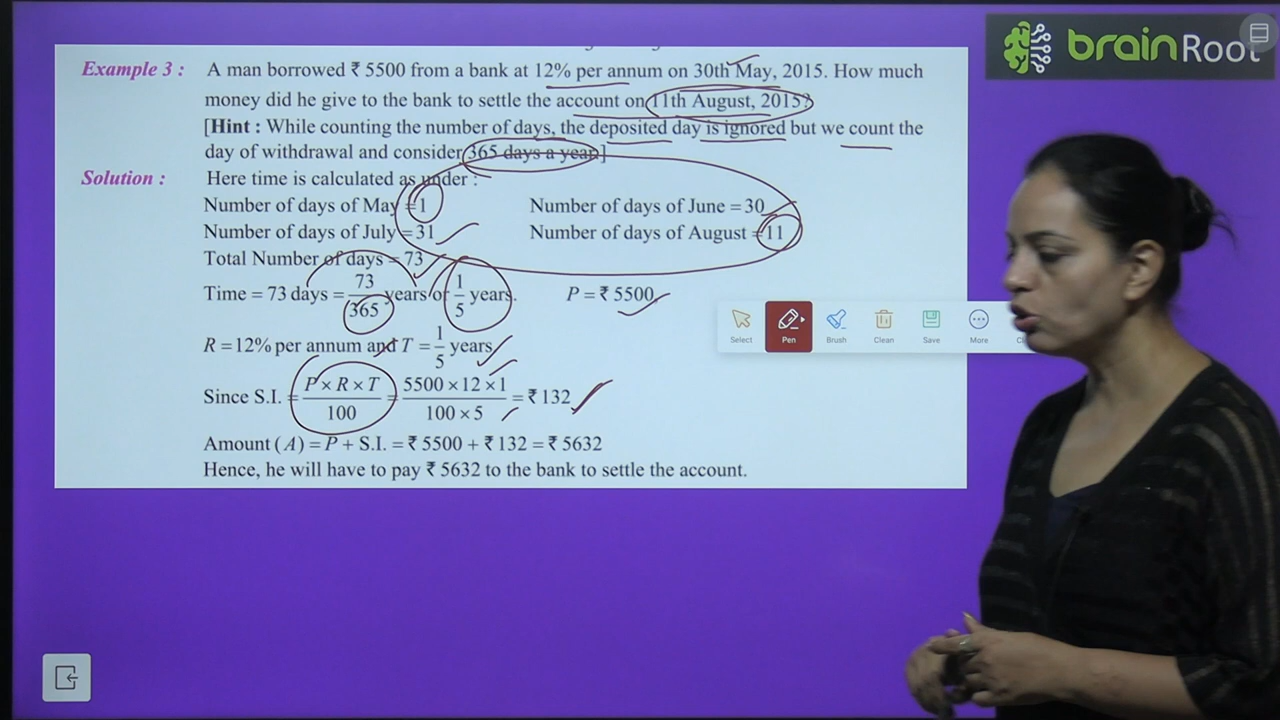 brainRoot
Example 3 : A man borrowed ₹ 5500 from a bank at 12% per annum on 30th May, 2015. How much
money did he give to the bank to settle the account on 11th August, 2015?
[Hint : While counting the number of days, the deposited day is ignored but we count the
day of withdrawal and consider 365 days a year.]
Solution : Here time is calculated as under :
Number of days of May = 1 Number of days of June = 30
Number of days of July = 31 Number of days of August = 11
Total Number of days = 73
Time = 73 days = 73/365 years or 1/5 years. P = ₹ 5500
R = 12% per annum and T = 1/5 years
Since S.I. = P × R × T/100 = 5500 × 12 × 1/100 × 5 = ₹ 132
Amount (A) = P + S.I. = ₹ 5500 + ₹ 132 = ₹ 5632
Hence, he will have to pay ₹ 5632 to the bank to settle the account.
Select Pen Brush Clean Save More